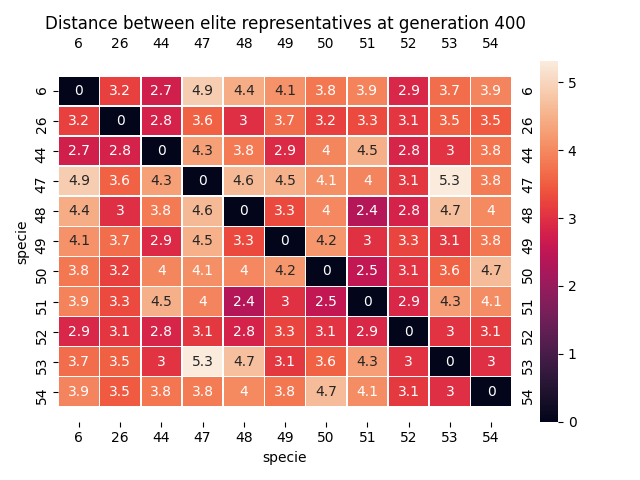 Distance between elite representatives at generation 400
6 26 44 47 48 49 50 51 52 53 54
6 0 3.2 2.7 4.9 4.4 4.1 3.8 3.9 2.9 3.7 3.9 6
26 3.2 0 2.8 3.6 3 3.7 3.2 3.3 3.1 3.5 3.5 26
44 2.7 2.8 0 4.3 3.8 2.9 4 4.5 2.8 3 3.8 44
47 4.9 3.6 4.3 0 4.6 4.5 4.1 4 3.1 5.3 3.8 47
48 4.4 3 3.8 4.6 0 3.3 4 2.4 2.8 4.7 4 48
49 4.1 3.7 2.9 4.5 3.3 0 4.2 3 3.3 3.1 3.8 49
50 3.8 3.2 4 4.1 4 4.2 0 2.5 3.1 3.6 4.7 50
51 3.9 3.3 4.5 4 2.4 3 2.5 0 2.9 4.3 4.1 51
52 2.9 3.1 2.8 3.1 2.8 3.3 3.1 2.9 0 3 3.1 52
53 3.7 3.5 3 5.3 4.7 3.1 3.6 4.3 3 0 3 53
54 3.9 3.5 3.8 3.8 4 3.8 4.7 4.1 3.1 3 0 54
6 26 44 47 48 49 50 51 52 53 54
specie
specie
5
4
3
2
1
0